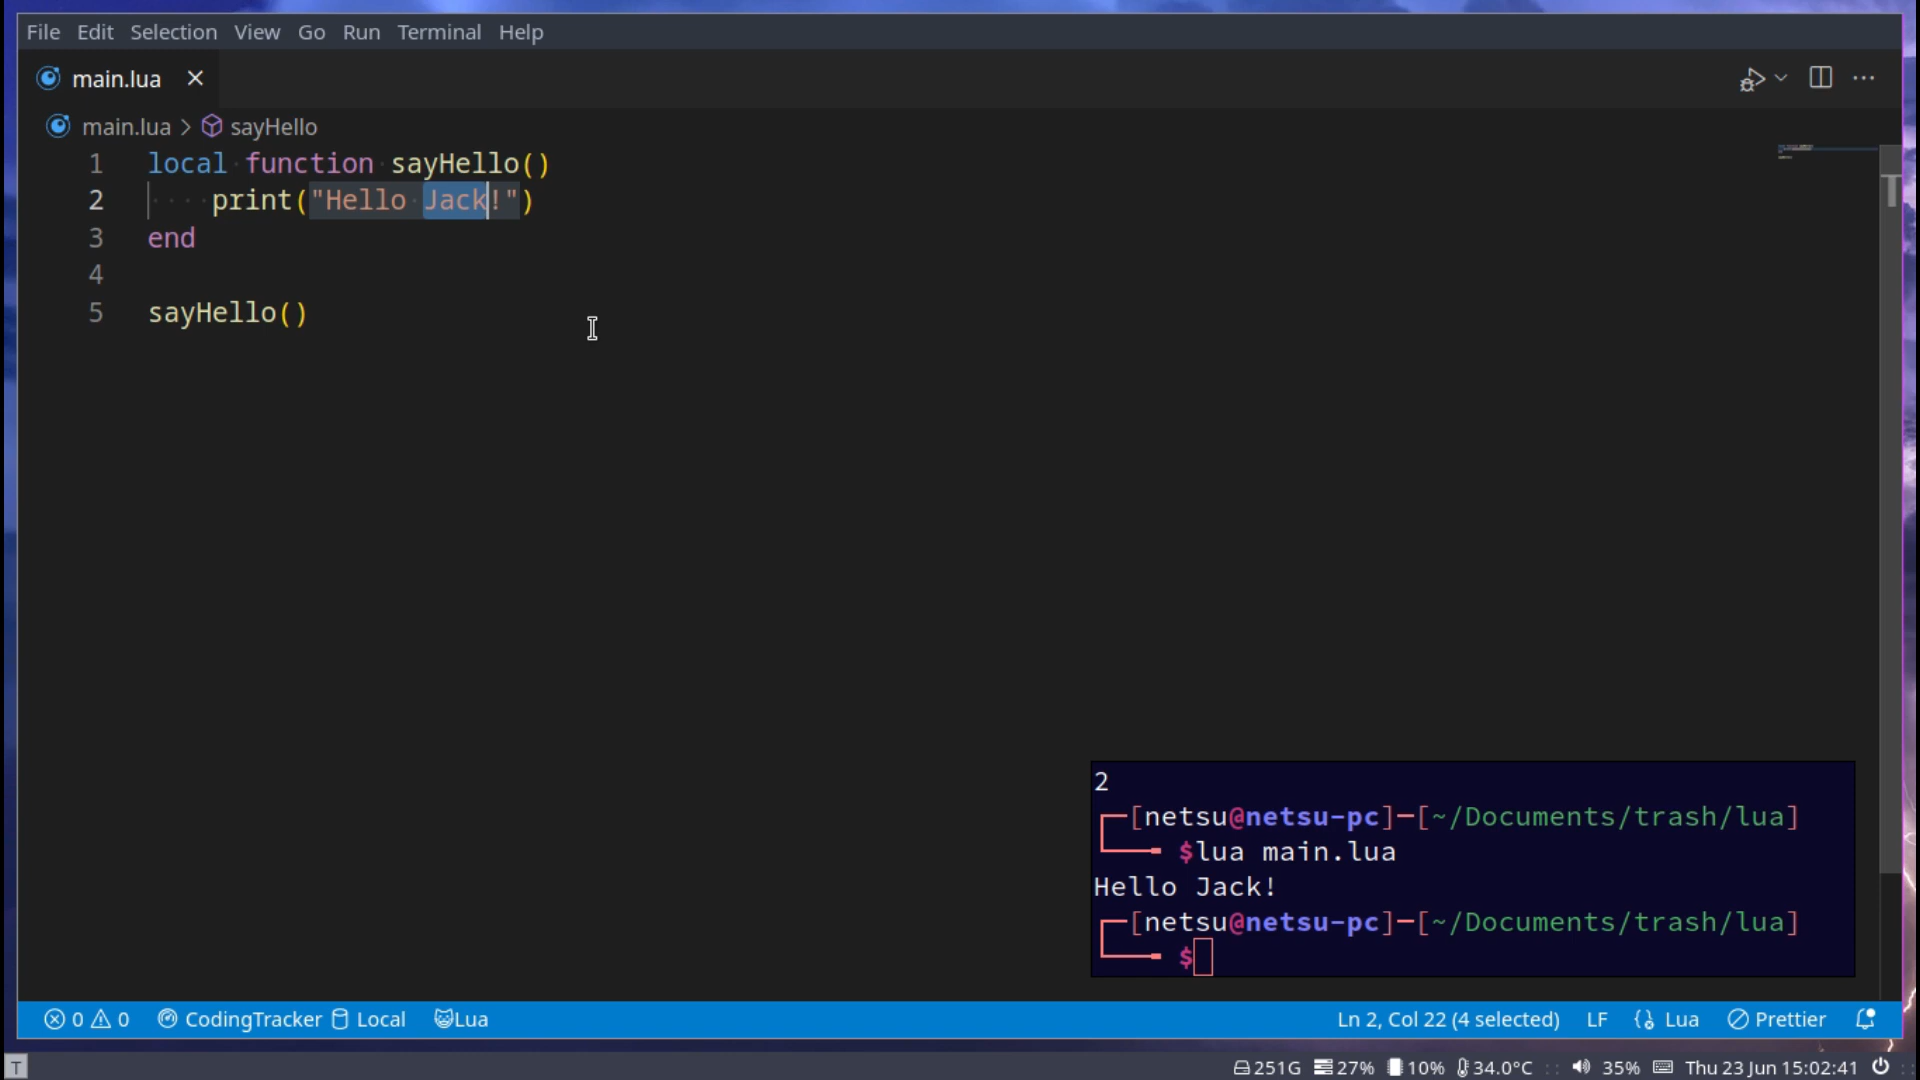 File Edit Selection View Go Run Terminal Help
main.lua
main.lua > sayHello
1 local function sayHello()
2 print("Hello Jack!")
3 end
4
5 sayHello()
T
2
[netsu@netsu-pc]-[~/Documents/trash/lua]
$lua main.lua
Hello Jack!
[netsu@netsu-pc]-[~/Documents/trash/lua]
$
0 0 CodingTracker Local Lua Ln 2, Col 22 (4 selected) LF Lua Prettier
T 251G 27% 10% 34.0°C 35% Thu 23 Jun 15:02:41